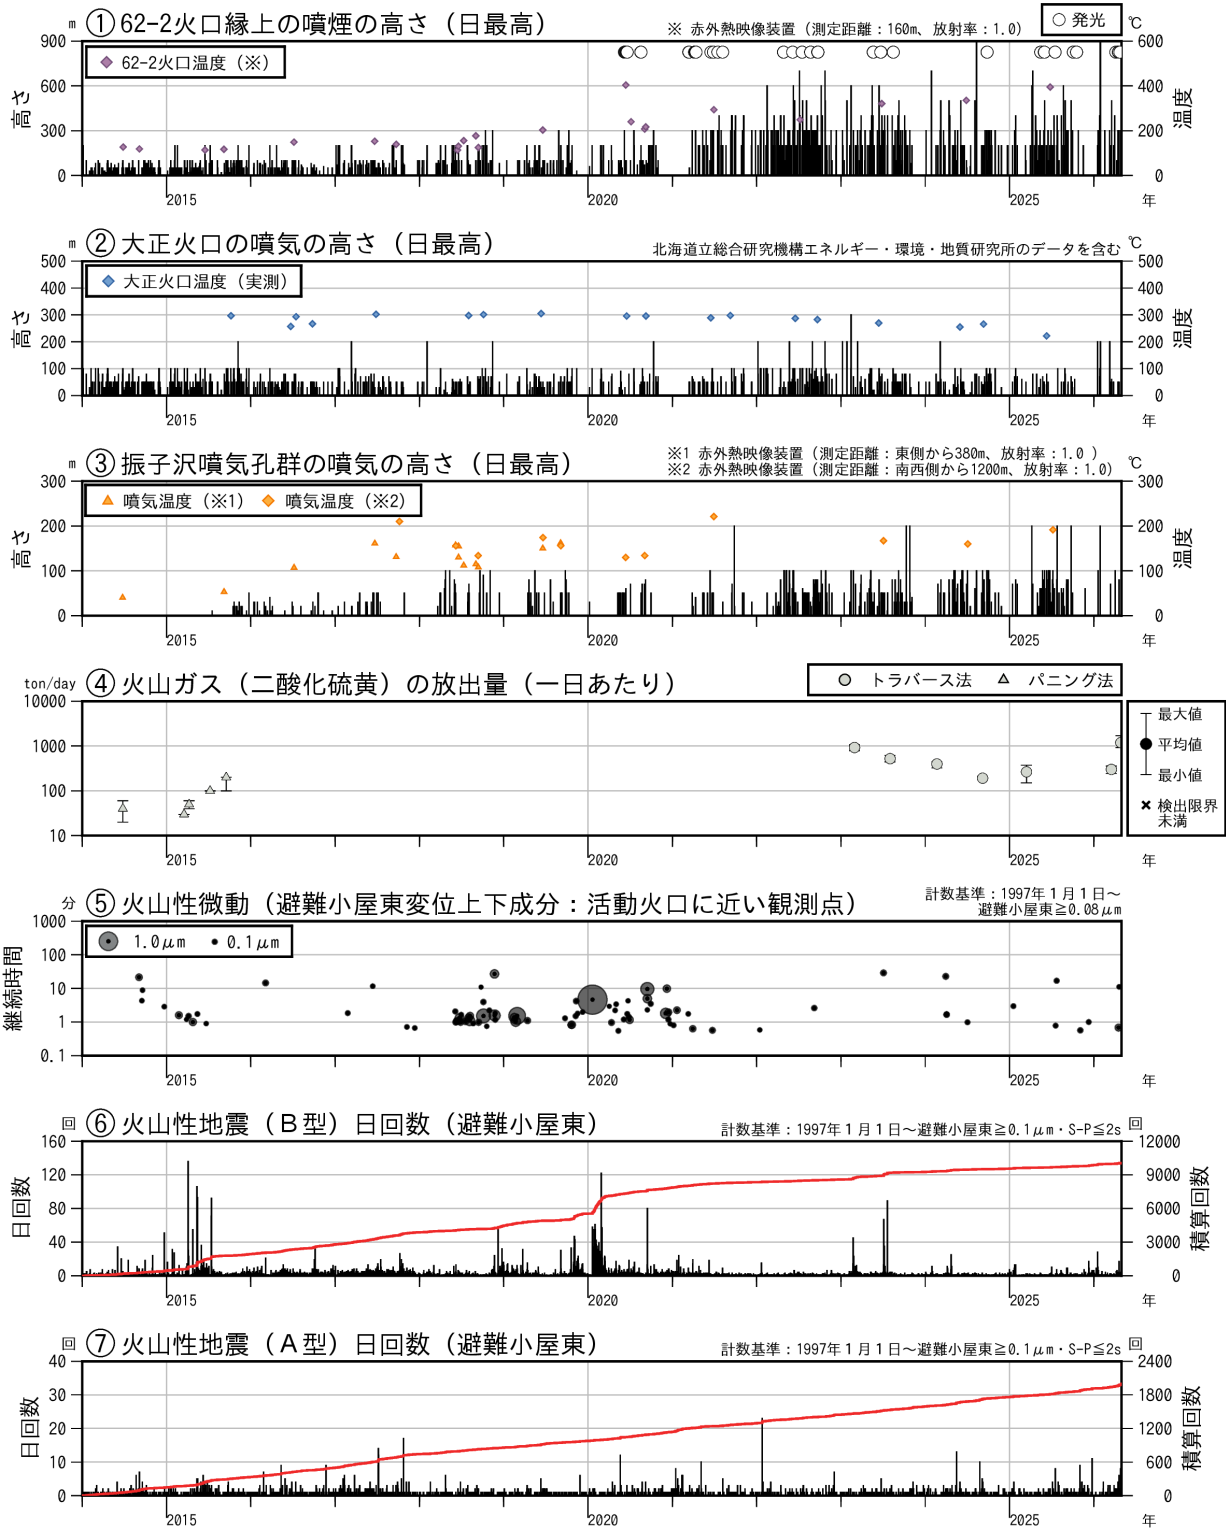 m ① 62-2火口縁上の噴煙の高さ（日最高）
※ 赤外熱映像装置（測定距離：160m、放射率：1.0）
○ 発光
℃
62-2火口温度（※）
900
600
300
0
高さ
600
400
200
0
温度
2015
2020
2025
年
m ② 大正火口の噴気の高さ（日最高）
北海道立総合研究機構エネルギー・環境・地質研究所のデータを含む
℃
大正火口温度（実測）
500
400
300
200
100
0
高さ
500
400
300
200
100
0
温度
2015
2020
2025
年
m ③ 振子沢噴気孔群の噴気の高さ（日最高）
※1 赤外熱映像装置（測定距離：東側から380m、放射率：1.0 ）
※2 赤外熱映像装置（測定距離：南西側から1200m、放射率：1.0）
℃
噴気温度（※1） 噴気温度（※2）
300
200
100
0
高さ
300
200
100
0
温度
2015
2020
2025
年
ton/day ④ 火山ガス（二酸化硫黄）の放出量（一日あたり）
トラバース法 パニング法
10000
1000
100
10
最大値
平均値
最小値
検出限界
未満
2015
2020
2025
年
分 ⑤ 火山性微動（避難小屋東変位上下成分：活動火口に近い観測点）
計数基準：1997年１月１日～
避難小屋東≧0.08μm
1.0μm 0.1μm
1000
100
10
1
0.1
継続時間
2015
2020
2025
年
回 ⑥ 火山性地震（Ｂ型）日回数（避難小屋東）
計数基準：1997年１月１日～避難小屋東≧0.1μm・S-P≦2s
回
160
120
80
40
0
日回数
12000
9000
6000
3000
0
積算回数
2015
2020
2025
年
回 ⑦ 火山性地震（Ａ型）日回数（避難小屋東）
計数基準：1997年１月１日～避難小屋東≧0.1μm・S-P≦2s
回
40
30
20
10
0
日回数
2400
1800
1200
600
0
積算回数
2015
2020
2025
年